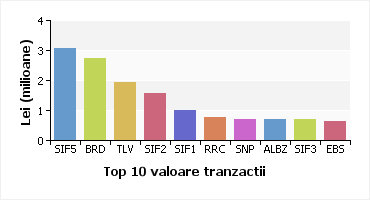 Lei (milioane)
4
3
2
1
0
SIF5 BRD TLV SIF2 SIF1 RRC SNP ALBZ SIF3 EBS
Top 10 valoare tranzactii